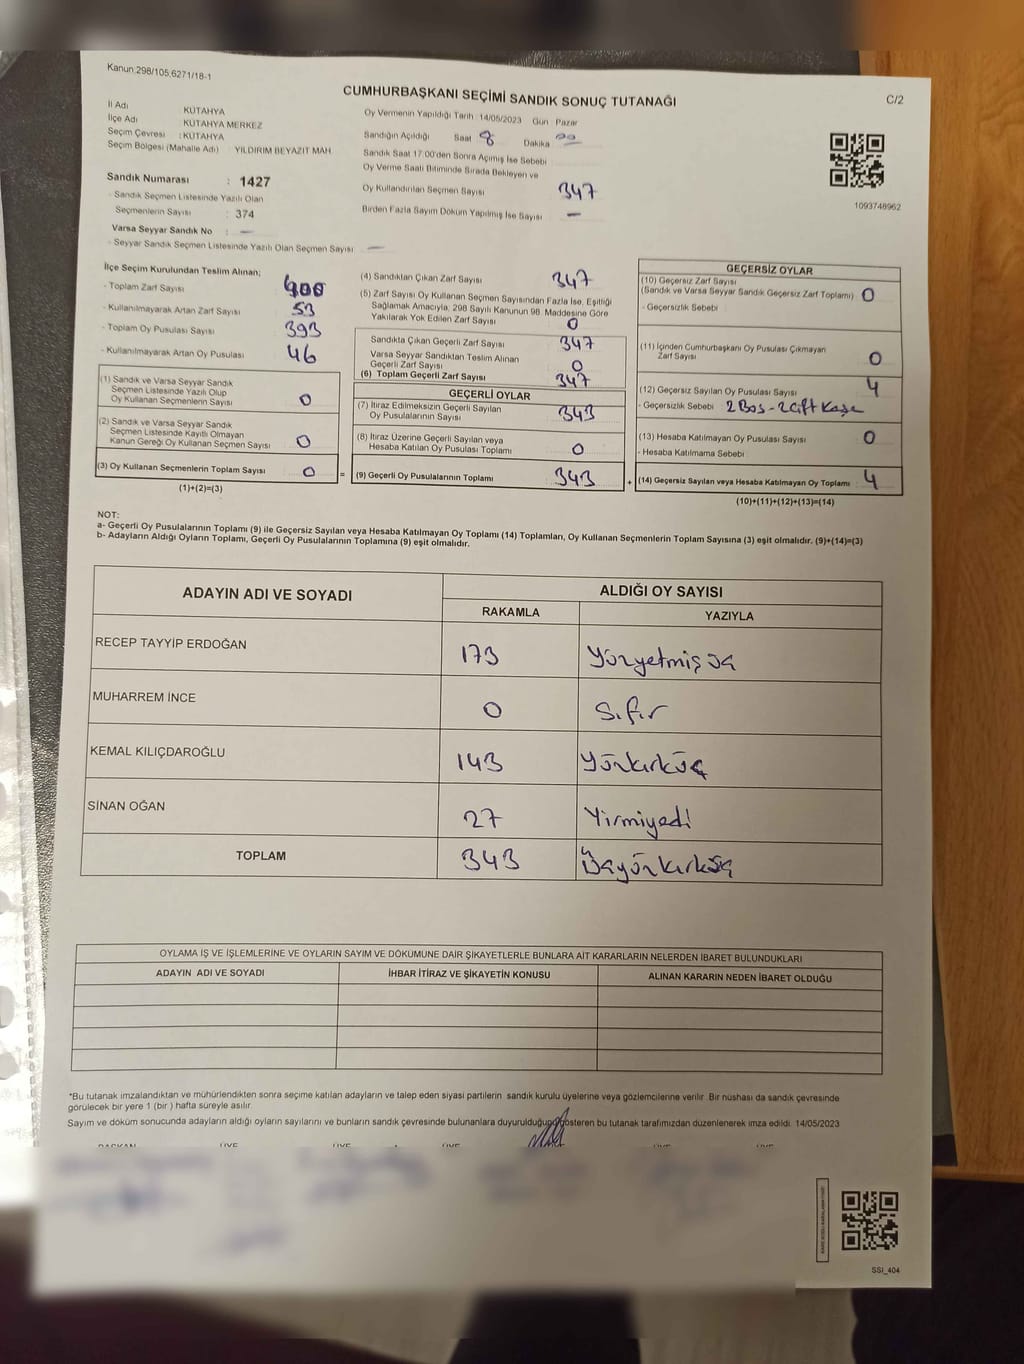 Kanun 298/105,6271/18-1
CUMHURBAŞKANI SEÇİMİ SANDIK SONUÇ TUTANAĞI
C/2
İl Adı KÜTAHYA
İlçe Adı KÜTAHYA MERKEZ
Seçim Çevresi : KÜTAHYA
Seçim Bölgesi (Mahalle Adı) : YILDIRIM BEYAZIT MAH.
Sandık Numarası : 1427
- Sandık Seçmen Listesinde Yazılı Olan
Seçmenlerin Sayısı : 374
Varsa Seyyar Sandık No : —
- Seyyar Sandık Seçmen Listesinde Yazılı Olan Seçmen Sayısı : —
Oy Vermenin Yapıldığı Tarih 14/05/2023 Gün Pazar
Sandığın Açıldığı Saat 8 Dakika 00
Sandık Saat 17.00'den Sonra Açılmış İse Sebebi
Oy Verme Saati Bitiminde Sırada Bekleyen ve
Oy Kullandırılan Seçmen Sayısı 347
Birden Fazla Sayım Döküm Yapılmış İse Sayısı —
1093748962
İlçe Seçim Kurulundan Teslim Alınan;
- Toplam Zarf Sayısı 400
- Kullanılmayarak Artan Zarf Sayısı 53
- Toplam Oy Pusulası Sayısı 393
- Kullanılmayarak Artan Oy Pusulası 46
(1) Sandık ve Varsa Seyyar Sandık
Seçmen Listesinde Yazılı Olup
Oy Kullanan Seçmenlerin Sayısı 0
(2) Sandık ve Varsa Seyyar Sandık
Seçmen Listesinde Kayıtlı Olmayan
Kanun Gereği Oy Kullanan Seçmen Sayısı 0
(3) Oy Kullanan Seçmenlerin Toplam Sayısı 0 =
(1)+(2)=(3)
(4) Sandıktan Çıkan Zarf Sayısı 347
(5) Zarf Sayısı Oy Kullanan Seçmen Sayısından Fazla İse, Eşitliği
Sağlamak Amacıyla, 298 Sayılı Kanunun 98. Maddesine Göre
Yakılarak Yok Edilen Zarf Sayısı 0
Sandıkta Çıkan Geçerli Zarf Sayısı 347
Varsa Seyyar Sandıktan Teslim Alınan
Geçerli Zarf Sayısı 0
(6) Toplam Geçerli Zarf Sayısı 347
GEÇERLİ OYLAR
(7) İtiraz Edilmeksizin Geçerli Sayılan
Oy Pusulalarının Sayısı 343
(8) İtiraz Üzerine Geçerli Sayılan veya
Hesaba Katılan Oy Pusulası Toplamı 0
(9) Geçerli Oy Pusulalarının Toplamı 343 +
GEÇERSİZ OYLAR
(10) Geçersiz Zarf Sayısı
(Sandık ve Varsa Seyyar Sandık Geçersiz Zarf Toplamı) 0
- Geçersizlik Sebebi
(11) İçinden Cumhurbaşkanı Oy Pusulası Çıkmayan
Zarf Sayısı 0
(12) Geçersiz Sayılan Oy Pusulası Sayısı 4
- Geçersizlik Sebebi 2 Boş - 2 Çift Kaşe
(13) Hesaba Katılmayan Oy Pusulası Sayısı 0
- Hesaba Katılmama Sebebi
(14) Geçersiz Sayılan veya Hesaba Katılmayan Oy Toplamı 4
(10)+(11)+(12)+(13)=(14)
NOT:
a- Geçerli Oy Pusulalarının Toplamı (9) ile Geçersiz Sayılan veya Hesaba Katılmayan Oy Toplamı (14) Toplamları, Oy Kullanan Seçmenlerin Toplam Sayısına (3) eşit olmalıdır. (9)+(14)=(3)
b- Adayların Aldığı Oyların Toplamı, Geçerli Oy Pusulalarının Toplamına (9) eşit olmalıdır.
ADAYIN ADI VE SOYADI
ALDIĞI OY SAYISI
RAKAMLA YAZIYLA
RECEP TAYYİP ERDOĞAN 173 Yüzyetmişüç
MUHARREM İNCE 0 Sıfır
KEMAL KILIÇDAROĞLU 143 Yüzkırküç
SİNAN OĞAN 27 Yirmiyedi
TOPLAM 343 Üçyüzkırküç
OYLAMA İŞ VE İŞLEMLERİNE VE OYLARIN SAYIM VE DÖKÜMÜNE DAİR ŞİKAYETLERLE BUNLARA AİT KARARLARIN NELERDEN İBARET BULUNDUKLARI
ADAYIN ADI VE SOYADI İHBAR İTİRAZ VE ŞİKAYETİN KONUSU ALINAN KARARIN NEDEN İBARET OLDUĞU
*Bu tutanak imzalandıktan ve mühürlendikten sonra seçime katılan adayların ve talep eden siyasi partilerin sandık kurulu üyelerine veya gözlemcilerine verilir. Bir nüshası da sandık çevresinde
görülecek bir yere 1 (bir ) hafta süreyle asılır.
Sayım ve döküm sonucunda adayların aldığı oyların sayılarını ve bunların sandık çevresinde bulunanlara duyurulduğunu gösteren bu tutanak tarafımızdan düzenlenerek imza edildi. 14/05/2023
BAŞKAN ÜYE ÜYE ÜYE ÜYE
SSI_404